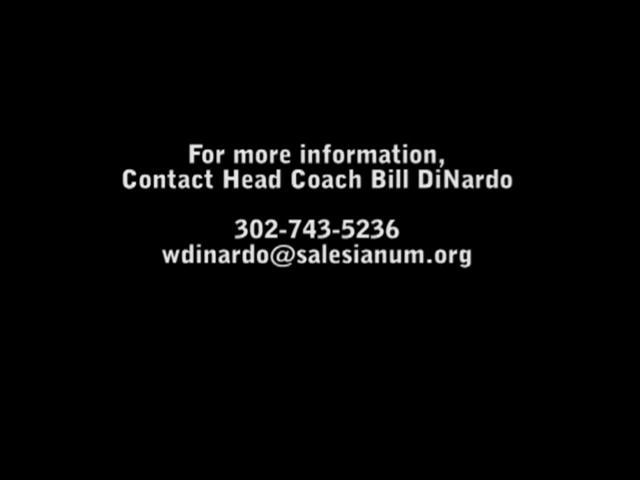 For more information,
Contact Head Coach Bill DiNardo
302-743-5236
wdinardo@salesianum.org